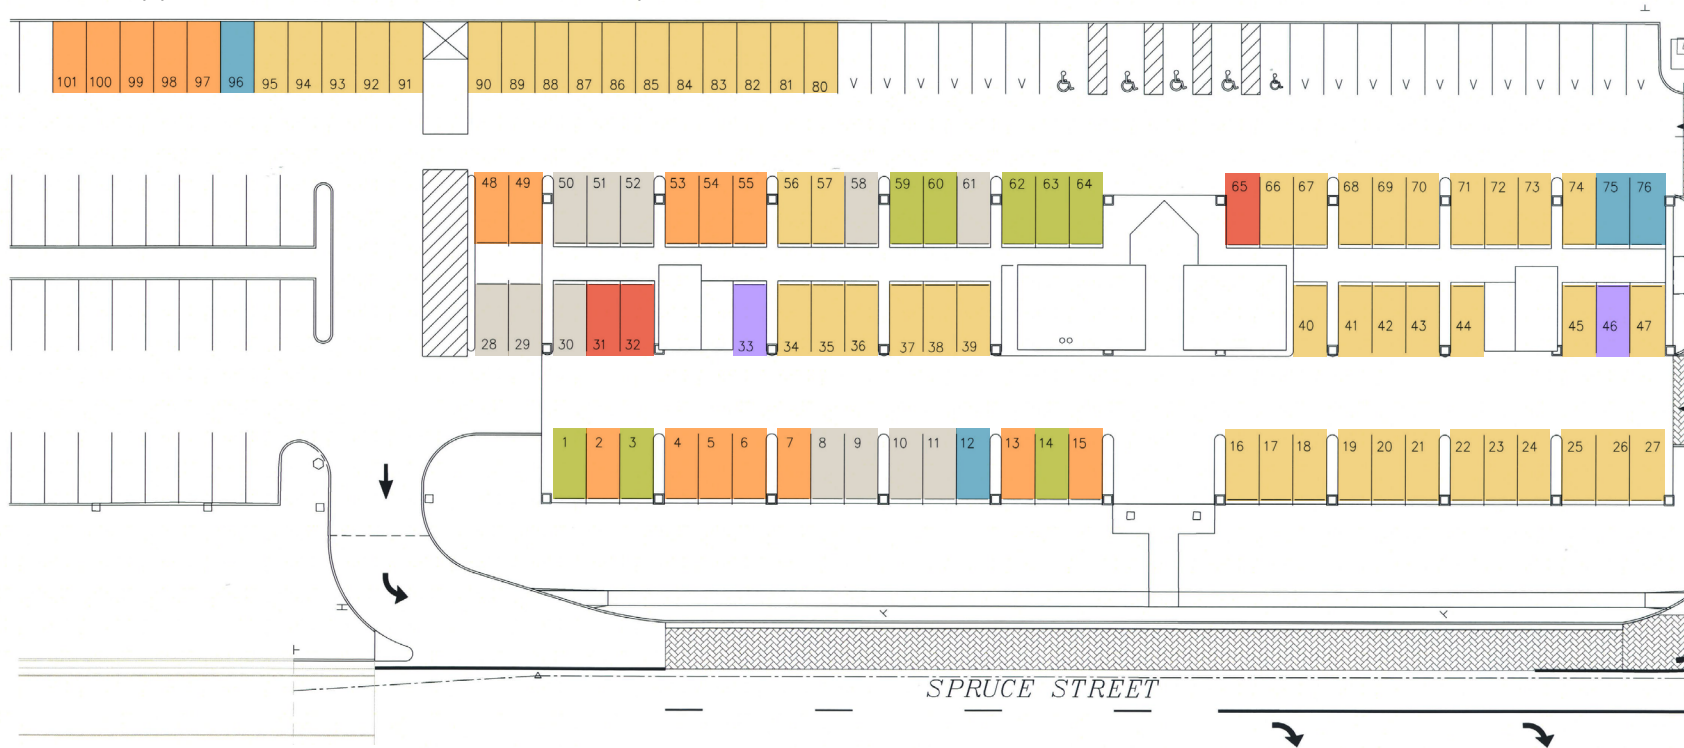 101 100 99 98 97 96 95 94 93 92 91 90 89 88 87 86 85 84 83 82 81 80 V V V V V V V V V V V V V V V V V
48 49 50 51 52 53 54 55 56 57 58 59 60 61 62 63 64 65 66 67 68 69 70 71 72 73 74 75 76
28 29 30 31 32 33 34 35 36 37 38 39 40 41 42 43 44 45 46 47
1 2 3 4 5 6 7 8 9 10 11 12 13 14 15 16 17 18 19 20 21 22 23 24 25 26 27
SPRUCE STREET